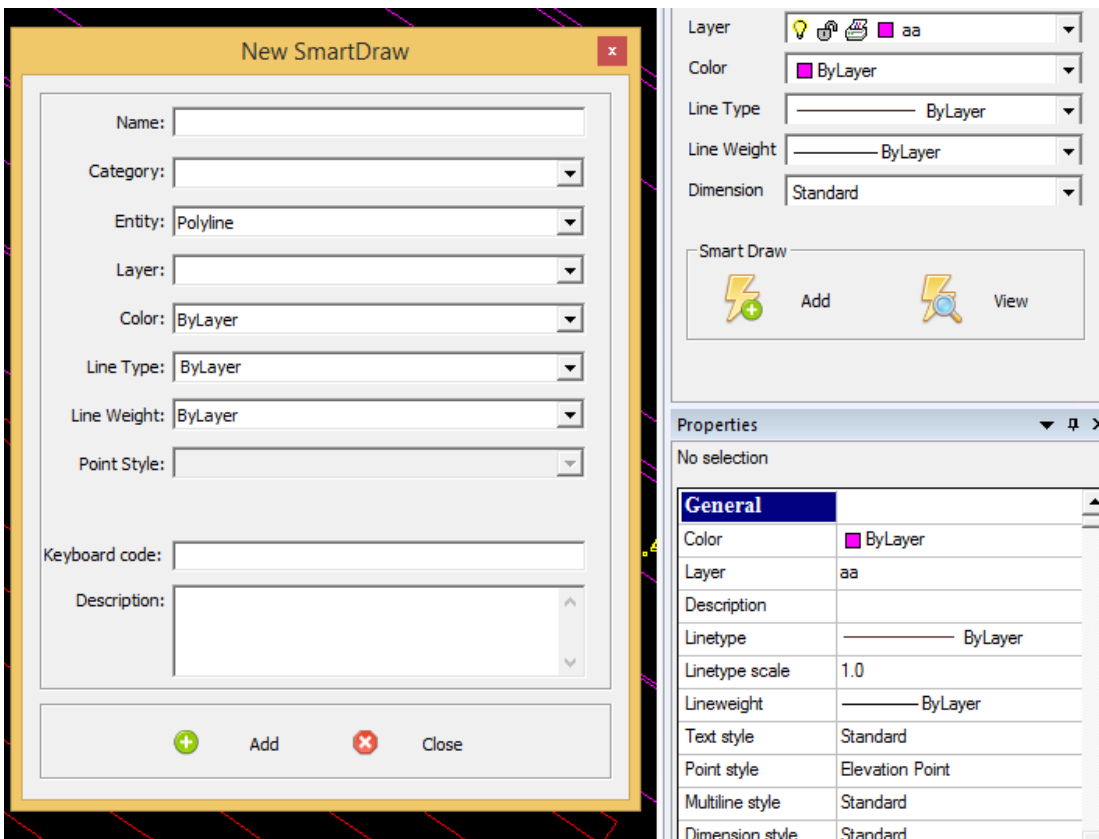 New SmartDraw
x
Name:
Category:
Entity: Polyline
Layer:
Color: ByLayer
Line Type: ByLayer
Line Weight: ByLayer
Point Style:
Keyboard code:
Description:
Add Close
Layer aa
Color ByLayer
Line Type ByLayer
Line Weight ByLayer
Dimension Standard
Smart Draw
Add View
Properties
No selection
General
Color ByLayer
Layer aa
Description
Linetype ByLayer
Linetype scale 1.0
Lineweight ByLayer
Text style Standard
Point style Elevation Point
Multiline style Standard
Dimension style Standard